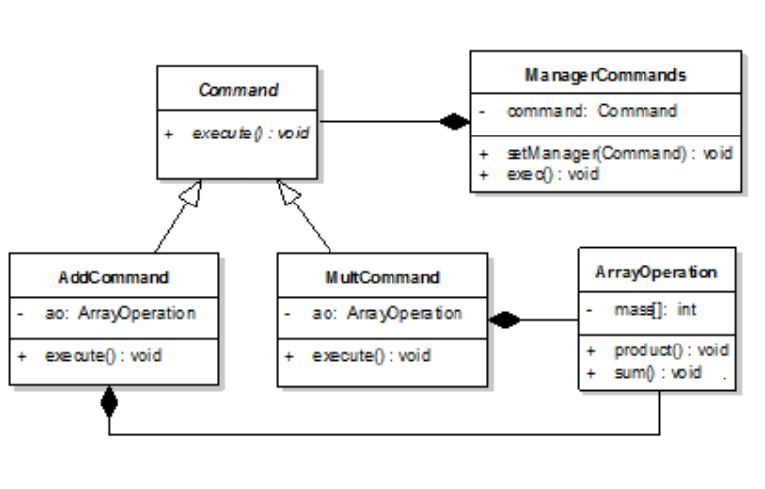 Command
+ execute() : void
ManagerCommands
- command: Command
+ setManager(Command) : void
+ exec() : void
AddCommand
- ao: ArrayOperation
+ execute() : void
MultCommand
- ao: ArrayOperation
+ execute() : void
ArrayOperation
- mass[]: int
+ product() : void
+ sum() : void